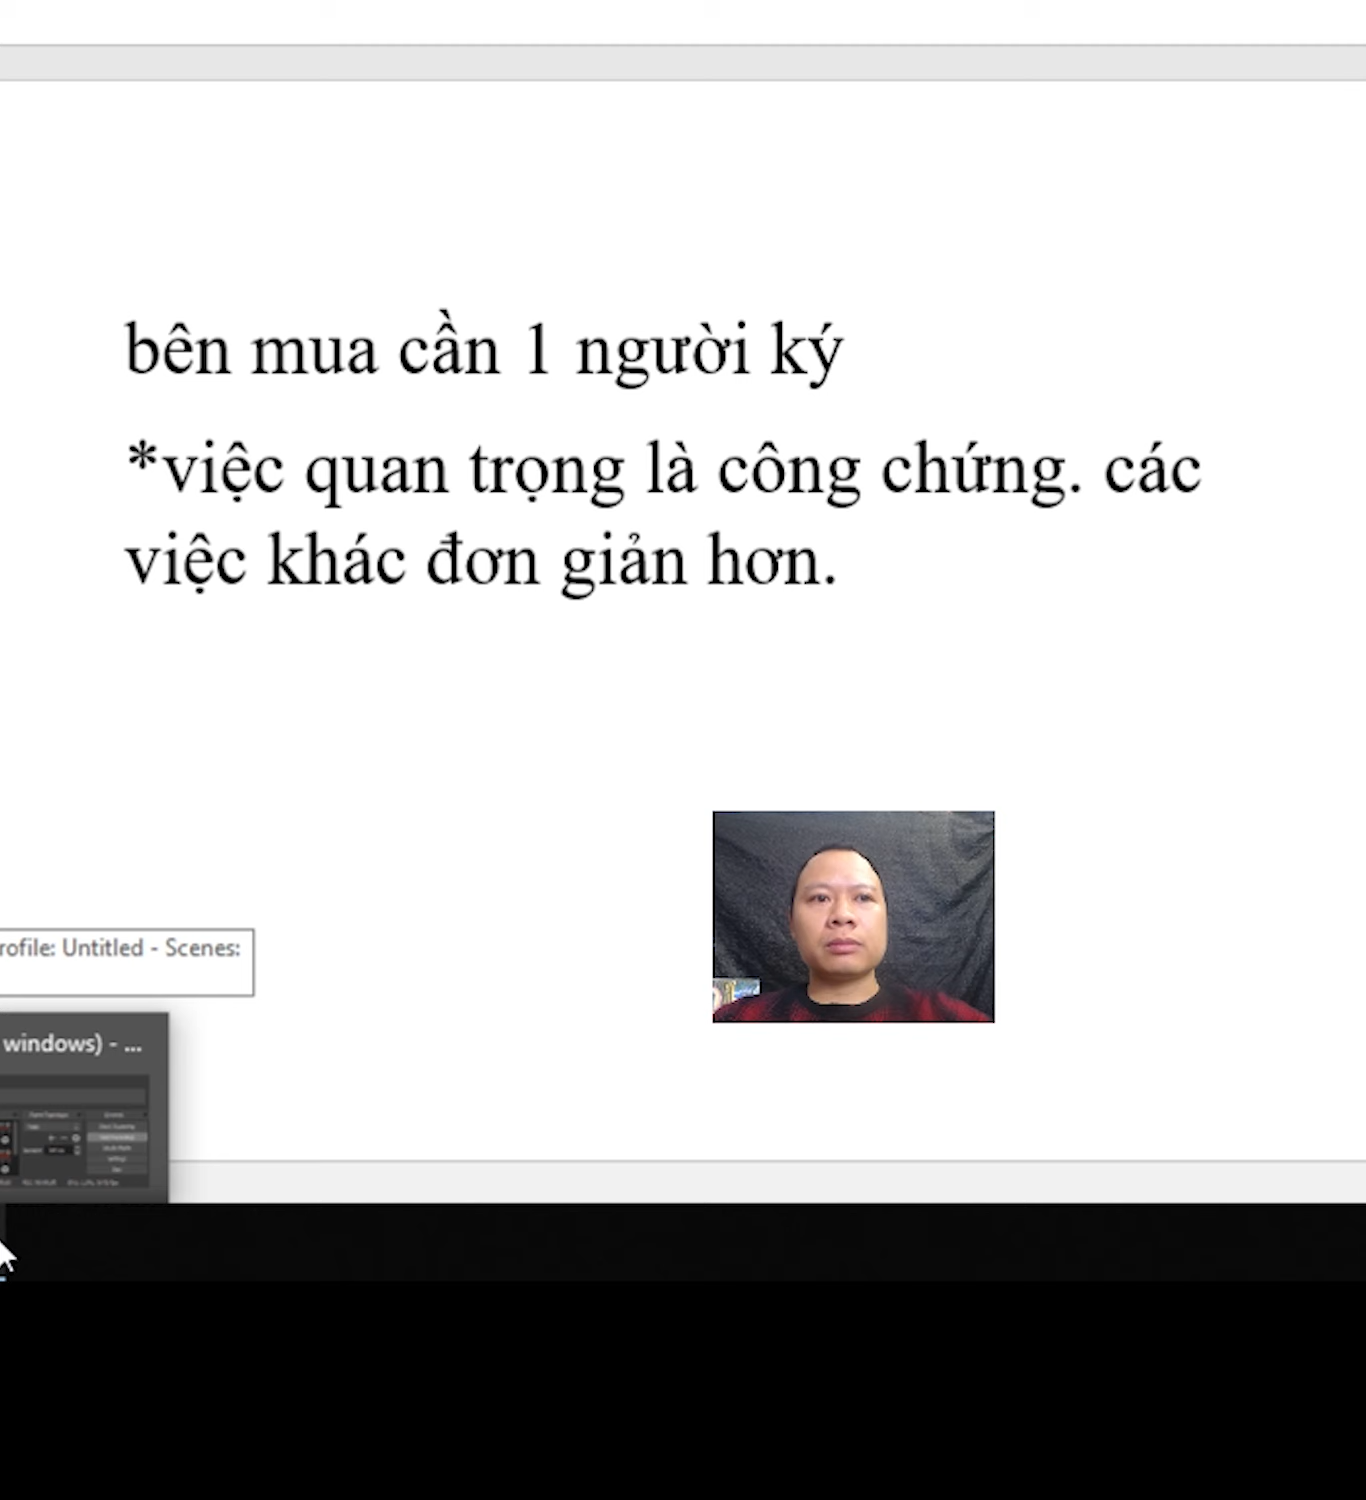 bên mua cần 1 người ký
*việc quan trọng là công chứng. các
việc khác đơn giản hơn.
rofile: Untitled - Scenes:
windows) - ...